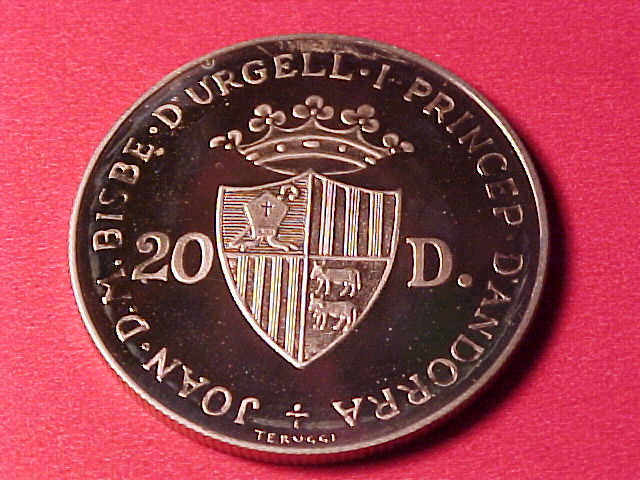 JOAN · D · M · BISBE · D'URGELL · I · PRINCEP · D'ANDORRA
20 D.
TERUGGI